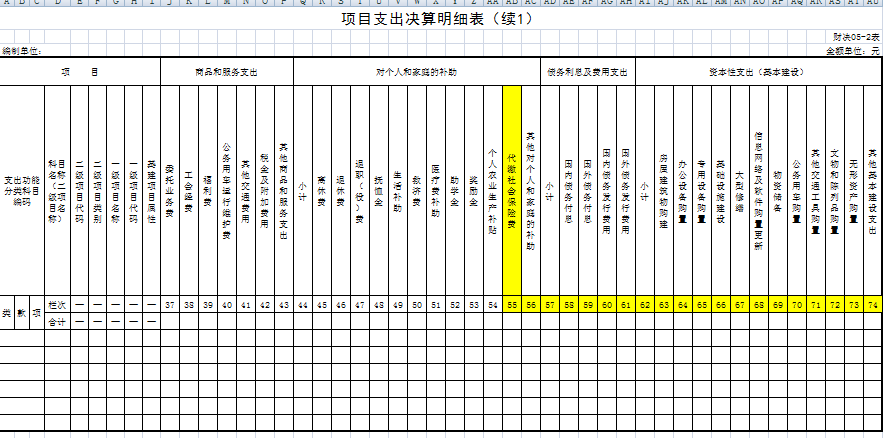 A B C D E F G H I J K L M N O P Q R S T U V W X Y Z AA AB AC AD AE AF AG AH AI AJ AK AL AM AN AO AP AQ AR AS AT AU
项目支出决算明细表（续1）
财决05-2表
编制单位： 金额单位：元
项 目 商品和服务支出 对个人和家庭的补助 债务利息及费用支出 资本性支出（基本建设）
支出功能分类科目编码
科目名称（二级项目名称）
二级项目代码
二级项目类别
一级项目名称
一级项目代码
基建项目属性
委托业务费
工会经费
福利费
公务用车运行维护费
其他交通费用
税金及附加费用
其他商品和服务支出
小计
离休费
退休费
退职（役）费
抚恤金
生活补助
救济费
医疗费补助
助学金
奖励金
个人农业生产补贴
代缴社会保险费
其他对个人和家庭的补助
小计
国内债务付息
国外债务付息
国内债务发行费用
国外债务发行费用
小计
房屋建筑物购建
办公设备购置
专用设备购置
基础设施建设
大型修缮
信息网络及软件购置更新
物资储备
公务用车购置
其他交通工具购置
文物和陈列品购置
无形资产购置
其他基本建设支出
类 款 项 栏次 — — — — — 37 38 39 40 41 42 43 44 45 46 47 48 49 50 51 52 53 54 55 56 57 58 59 60 61 62 63 64 65 66 67 68 69 70 71 72 73 74
合计 — — — — —